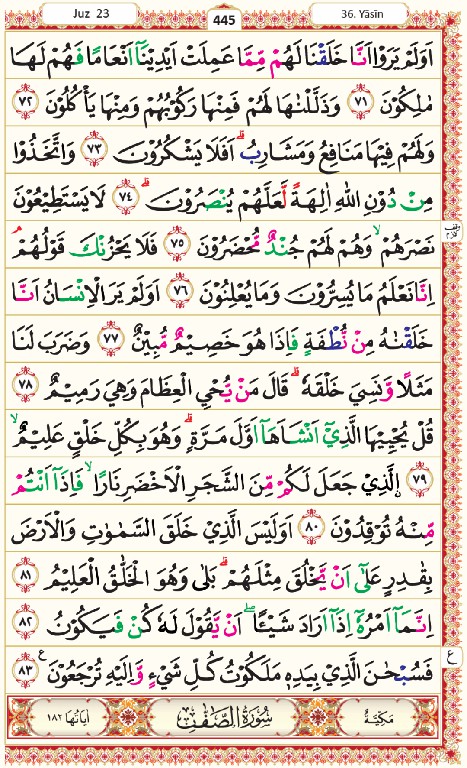 Juz 23
445
36. Yāsīn
اَوَلَمْ يَرَوْا اَنَّا خَلَقْنَا لَهُمْ مِّمَّا عَمِلَتْ اَيْدِيْنَاۤ اَنْعَامًا فَهُمْ لَهَا
مٰلِكُوْنَ ﴿٧١﴾ وَذَلَّلْنٰهَا لَهُمْ فَمِنْهَا رَكُوْبُهُمْ وَمِنْهَا يَاْكُلُوْنَ ﴿٧٢﴾
وَلَهُمْ فِيْهَا مَنَافِعُ وَمَشَارِبُ ؕ اَفَلَا يَشْكُرُوْنَ ﴿٧٣﴾ وَاتَّخَذُوْا
مِنْ دُوْنِ اللّٰهِ اٰلِهَةً لَّعَلَّهُمْ يُنْصَرُوْنَ ؕ ﴿٧٤﴾ لَا يَسْتَطِيْعُوْنَ
نَصْرَهُمْ ۙ وَهُمْ لَهُمْ جُنْدٌ مُّحْضَرُوْنَ ﴿٧٥﴾ فَلَا يَحْزُنْكَ قَوْلُهُمْ ۘ
اِنَّا نَعْلَمُ مَا يُسِرُّوْنَ وَمَا يُعْلِنُوْنَ ﴿٧٦﴾ اَوَلَمْ يَرَ الْاِنْسَانُ اَنَّا
خَلَقْنٰهُ مِنْ نُّطْفَةٍ فَاِذَا هُوَ خَصِيْمٌ مُّبِيْنٌ ﴿٧٧﴾ وَضَرَبَ لَنَا
مَثَلًا وَّنَسِيَ خَلْقَهٗ ؕ قَالَ مَنْ يُّحْيِ الْعِظَامَ وَهِيَ رَمِيْمٌ ﴿٧٨﴾
قُلْ يُحْيِيْهَا الَّذِيْۤ اَنْشَاَهَاۤ اَوَّلَ مَرَّةٍ ؕ وَهُوَ بِكُلِّ خَلْقٍ عَلِيْمٌ ۙ
﴿٧٩﴾ اِلَّذِيْ جَعَلَ لَكُمْ مِّنَ الشَّجَرِ الْاَخْضَرِ نَارًا ۙ فَاِذَاۤ اَنْتُمْ
مِّنْهُ تُوْقِدُوْنَ ﴿٨٠﴾ اَوَلَيْسَ الَّذِيْ خَلَقَ السَّمٰوٰتِ وَالْاَرْضَ
بِقٰدِرٍ عَلٰۤى اَنْ يَّخْلُقَ مِثْلَهُمْ ؕ بَلٰى وَهُوَ الْخَلّٰقُ الْعَلِيْمُ ﴿٨١﴾
اِنَّمَاۤ اَمْرُهٗۤ اِذَاۤ اَرَادَ شَيْـًٔا ۖ اَنْ يَّقُوْلَ لَهٗ كُنْ فَيَكُوْنُ ﴿٨٢﴾
فَسُبْحٰنَ الَّذِيْ بِيَدِهٖ مَلَكُوْتُ كُلِّ شَيْءٍ وَّاِلَيْهِ تُرْجَعُوْنَ ﴿٨٣﴾ ع
ع
مَكِّيَّةٌ سُوْرَةُ الصّٰٓفّٰتِ اٰيَاتُهَا ١٨٢